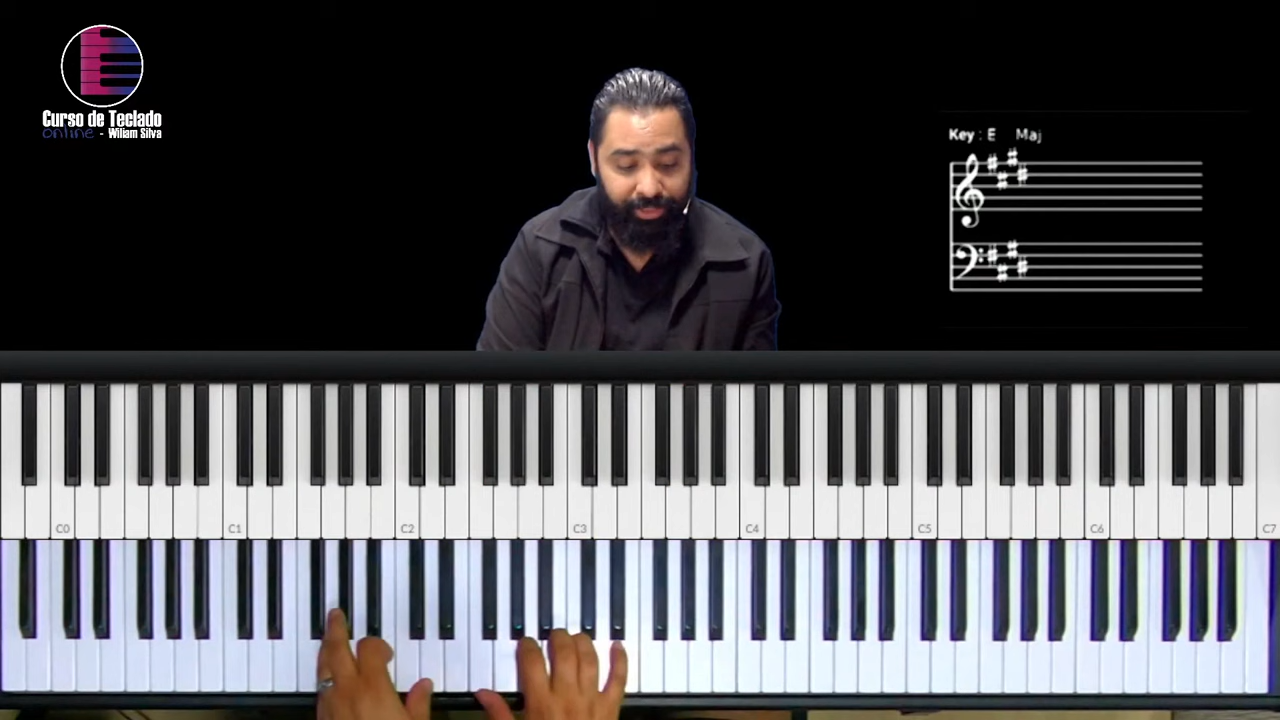 Curso de Teclado
online - Wiliam Silva
Key : E Maj
C0 C1 C2 C3 C4 C5 C6 C7